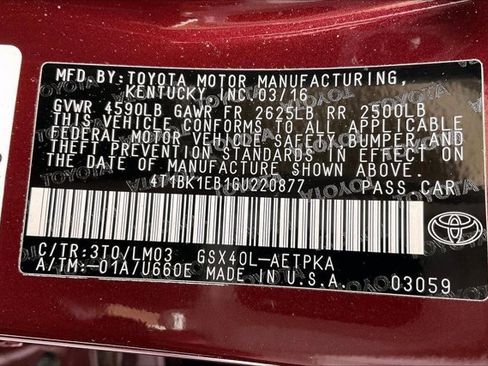 MFD. BY: TOYOTA MOTOR MANUFACTURING,
KENTUCKY, INC. 03/16
GVWR 4590LB GAWR FR 2625LB RR 2500LB
THIS VEHICLE CONFORMS TO ALL APPLICABLE
FEDERAL MOTOR VEHICLE SAFETY, BUMPER, AND
THEFT PREVENTION STANDARDS IN EFFECT ON
THE DATE OF MANUFACTURE SHOWN ABOVE.
4T1BK1EB1GU220877 PASS CAR
C/TR:3T0/LM03 GSX40L-AETPKA
A/TM:-01A/U660E MADE IN U.S.A. 03059
TOYOTA